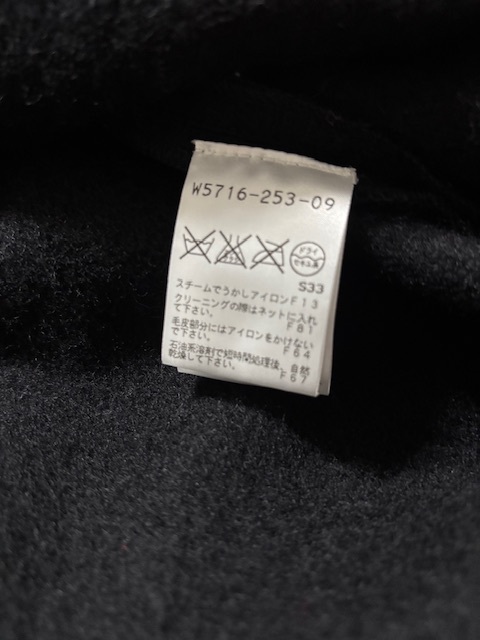 W5716-253-09
ドライ
セキユ系
S33
スチームでうかしアイロンF13
クリーニングの際はネットに入れ
て下さい。 F81
毛皮部分にはアイロンをかけない
で下さい。 F64
石油系溶剤で短時間処理後、自然
乾燥して下さい。 F67